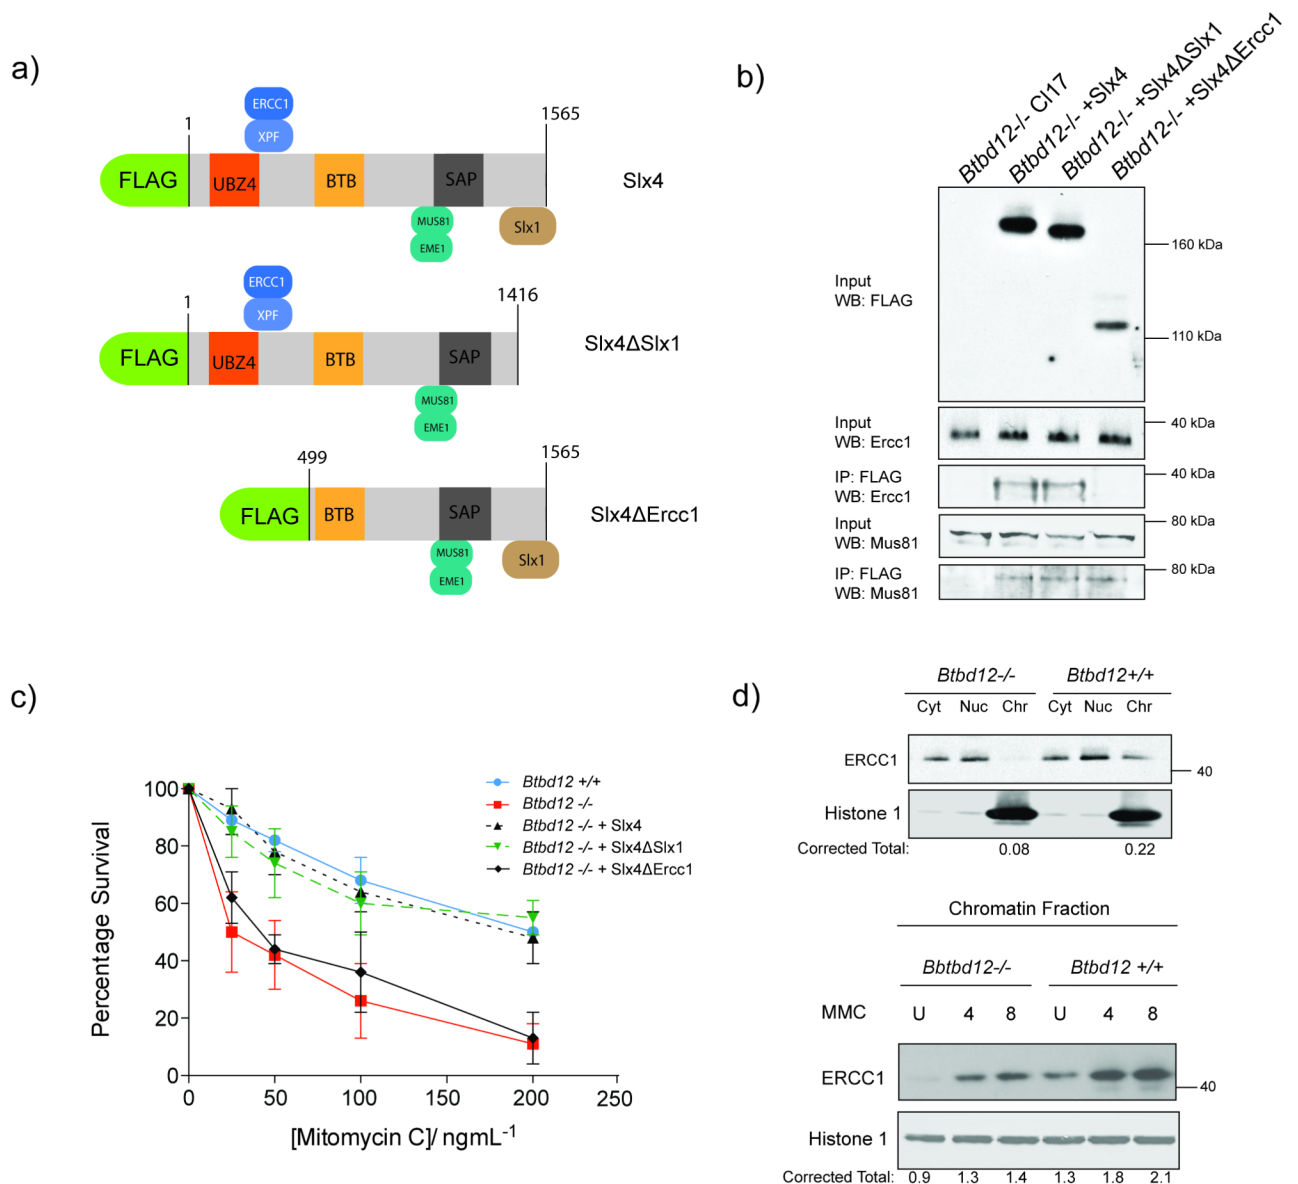 a)
ERCC1
XPF
1
1565
FLAG
UBZ4
BTB
SAP
Slx4
MUS81
EME1
Slx1
ERCC1
XPF
1
1416
FLAG
UBZ4
BTB
SAP
Slx4ΔSlx1
MUS81
EME1
499
1565
FLAG
BTB
SAP
Slx4ΔErcc1
MUS81
EME1
Slx1
b)
Btbd12-/- Cl17
Btbd12-/- +Slx4
Btbd12-/- +Slx4ΔSlx1
Btbd12-/- +Slx4ΔErcc1
Input
WB: FLAG
160 kDa
110 kDa
Input
WB: Ercc1
40 kDa
IP: FLAG
WB: Ercc1
40 kDa
Input
WB: Mus81
80 kDa
IP: FLAG
WB: Mus81
80 kDa
c)
Percentage Survival
100
80
60
40
20
0
0 50 100 150 200 250
[Mitomycin C]/ ngmL-1
Btbd12 +/+
Btbd12 -/-
Btbd12 -/- + Slx4
Btbd12 -/- + Slx4ΔSlx1
Btbd12 -/- + Slx4ΔErcc1
d)
Btbd12-/- Btbd12+/+
Cyt Nuc Chr Cyt Nuc Chr
ERCC1
40
Histone 1
Corrected Total: 0.08 0.22
Chromatin Fraction
Bbtbd12-/- Btbd12 +/+
MMC U 4 8 U 4 8
ERCC1
40
Histone 1
Corrected Total: 0.9 1.3 1.4 1.3 1.8 2.1